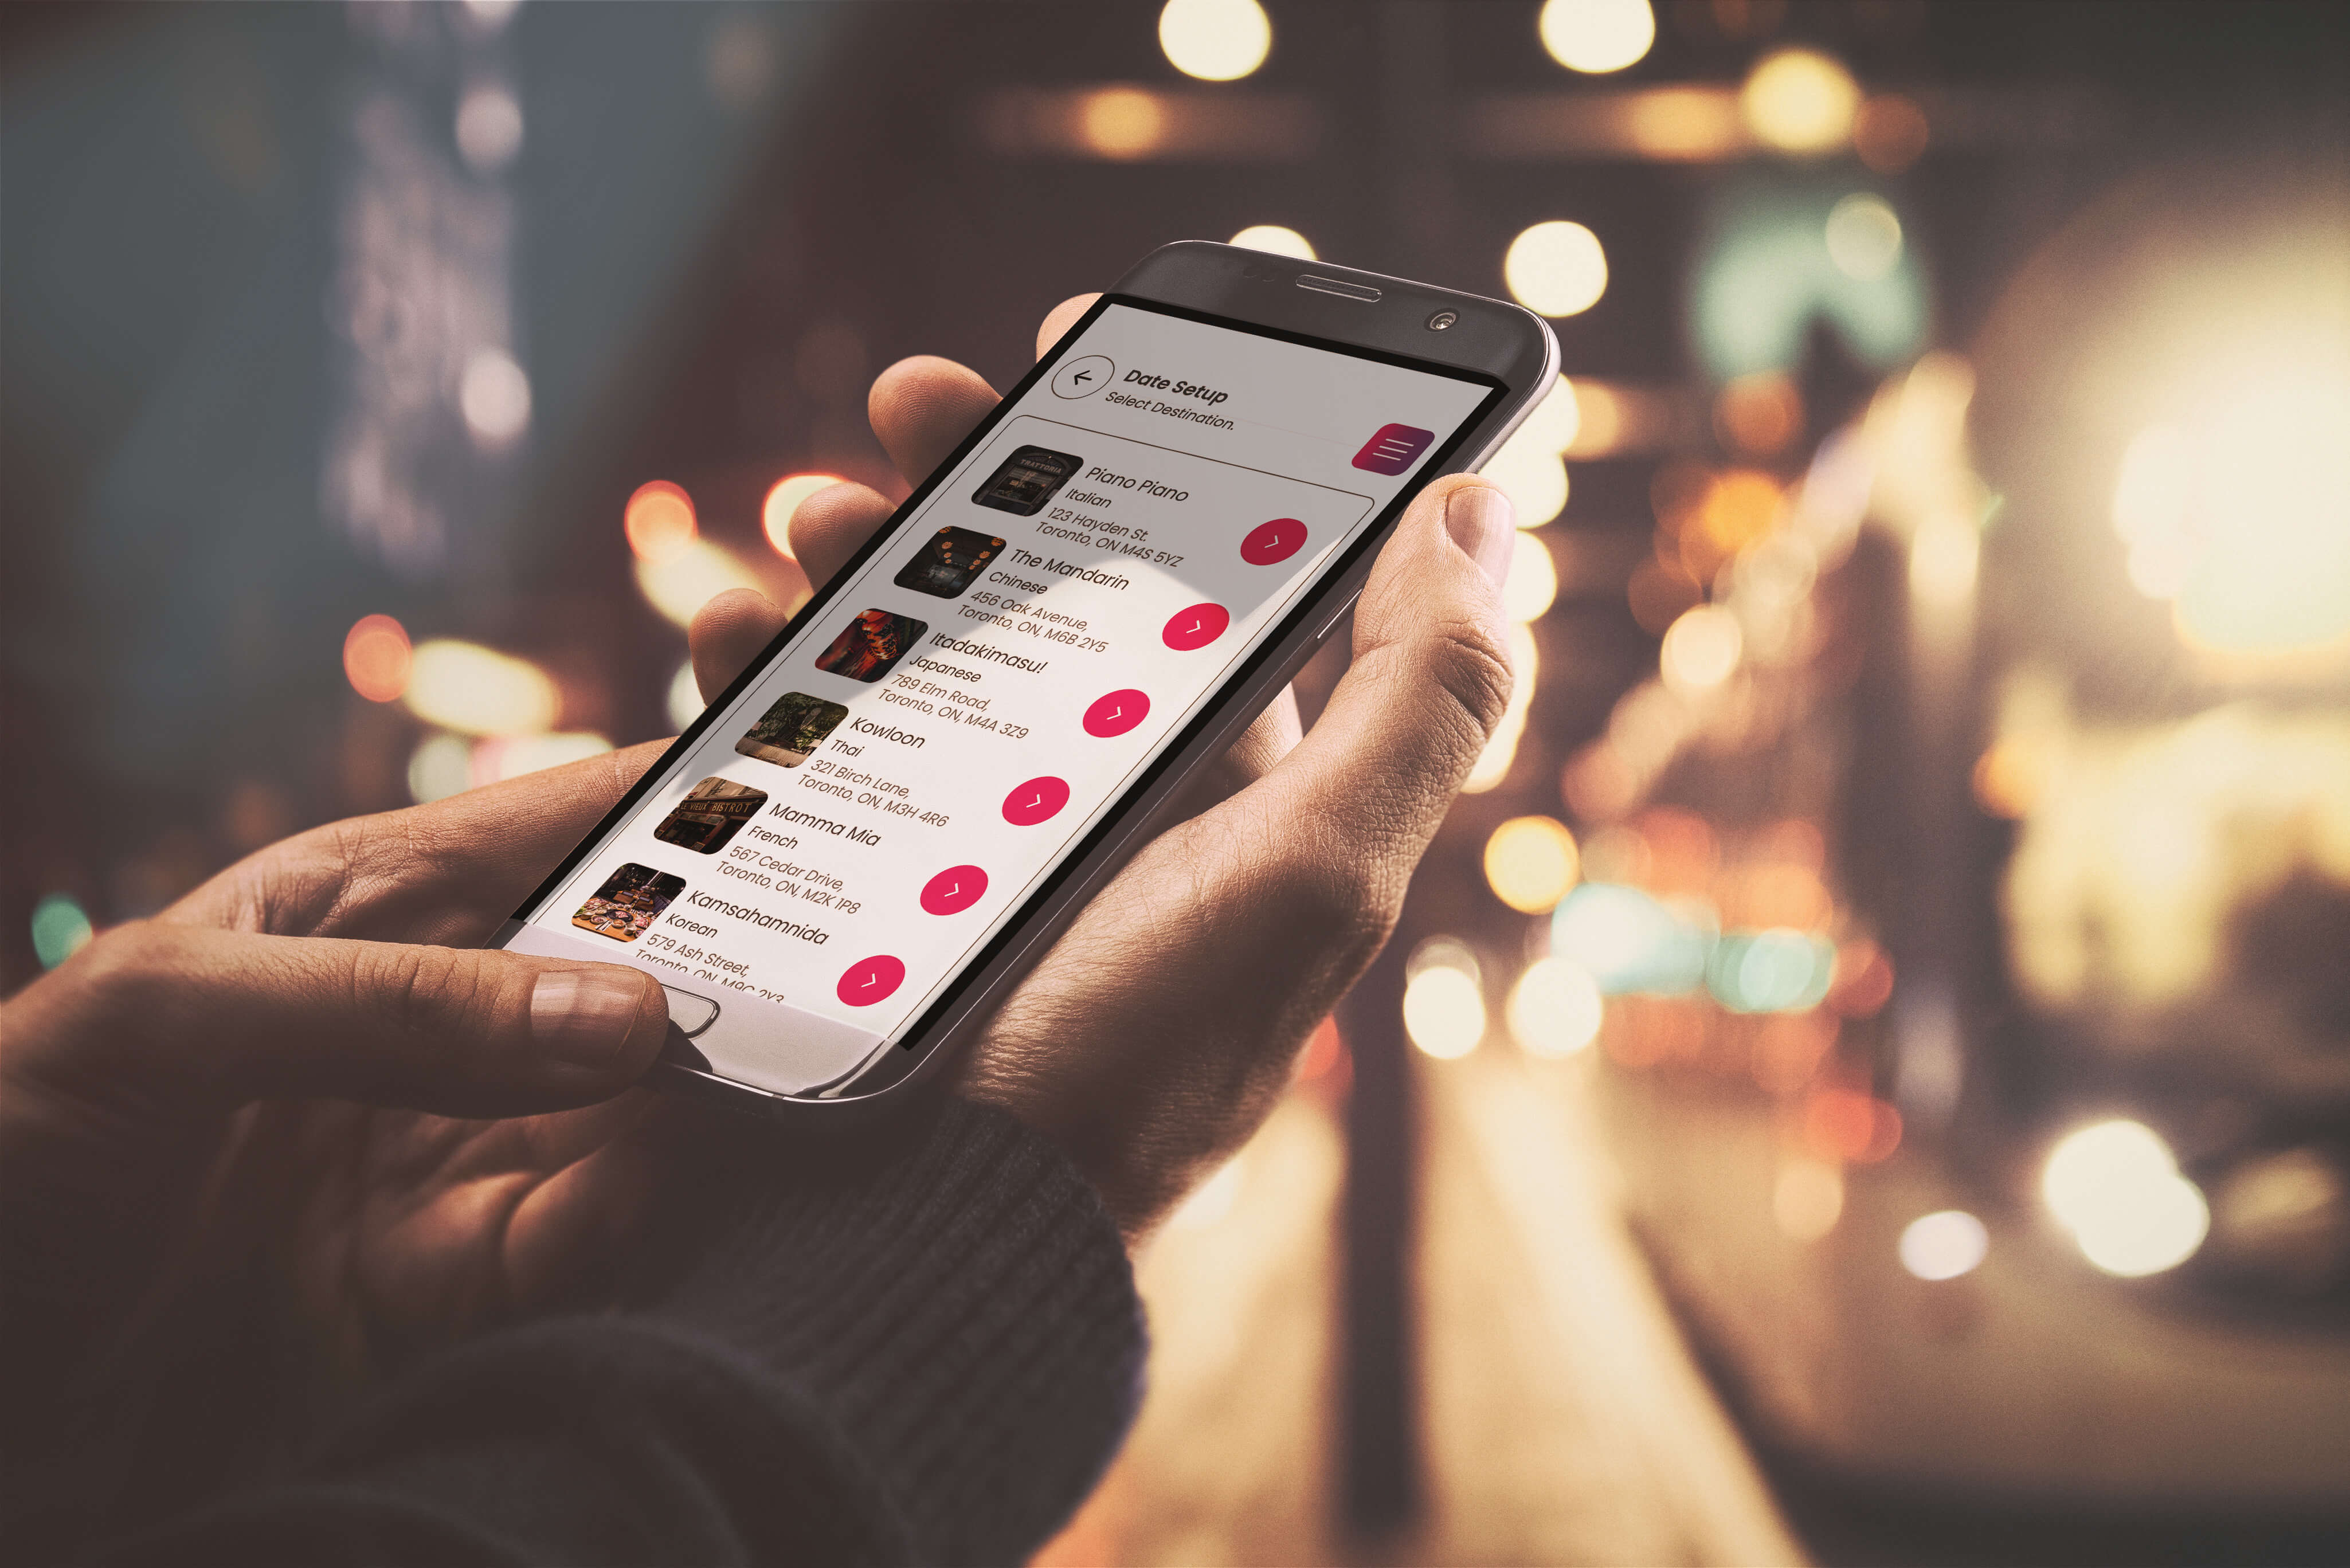 Date Setup
Select Destination.
TRATTORIA
Piano Piano
Italian
123 Hayden St.
Toronto, ON M4S 5YZ
The Mandarin
Chinese
456 Oak Avenue,
Toronto, ON, M6B 2Y5
Itadakimasu!
Japanese
789 Elm Road,
Toronto, ON, M4A 3Z9
Kowloon
Thai
321 Birch Lane,
Toronto, ON, M3H 4R6
LE VIEUX BISTROT
Mamma Mia
French
567 Cedar Drive,
Toronto, ON, M2K 1P8
Kamsahamnida
Korean
579 Ash Street,
Toronto, ON, M9C 2Y3